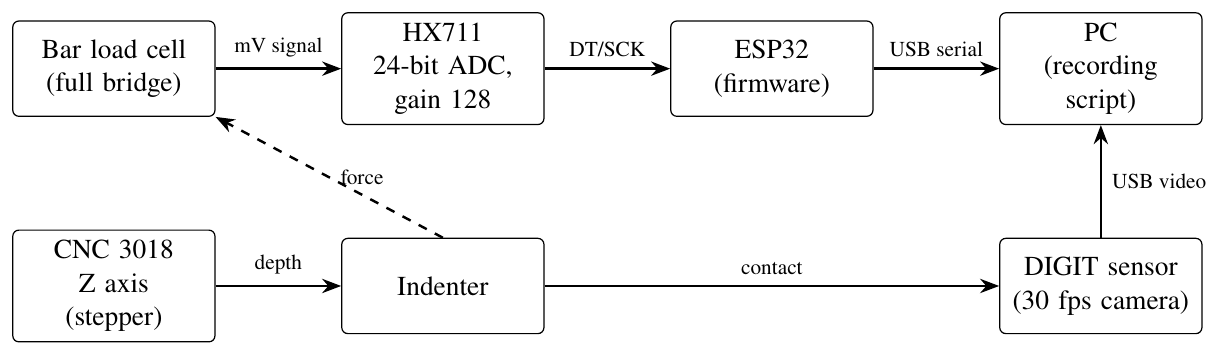 Bar load cell
(full bridge)
mV signal
HX711
24-bit ADC,
gain 128
DT/SCK
ESP32
(firmware)
USB serial
PC
(recording
script)
force
USB video
CNC 3018
Z axis
(stepper)
depth
Indenter
contact
DIGIT sensor
(30 fps camera)